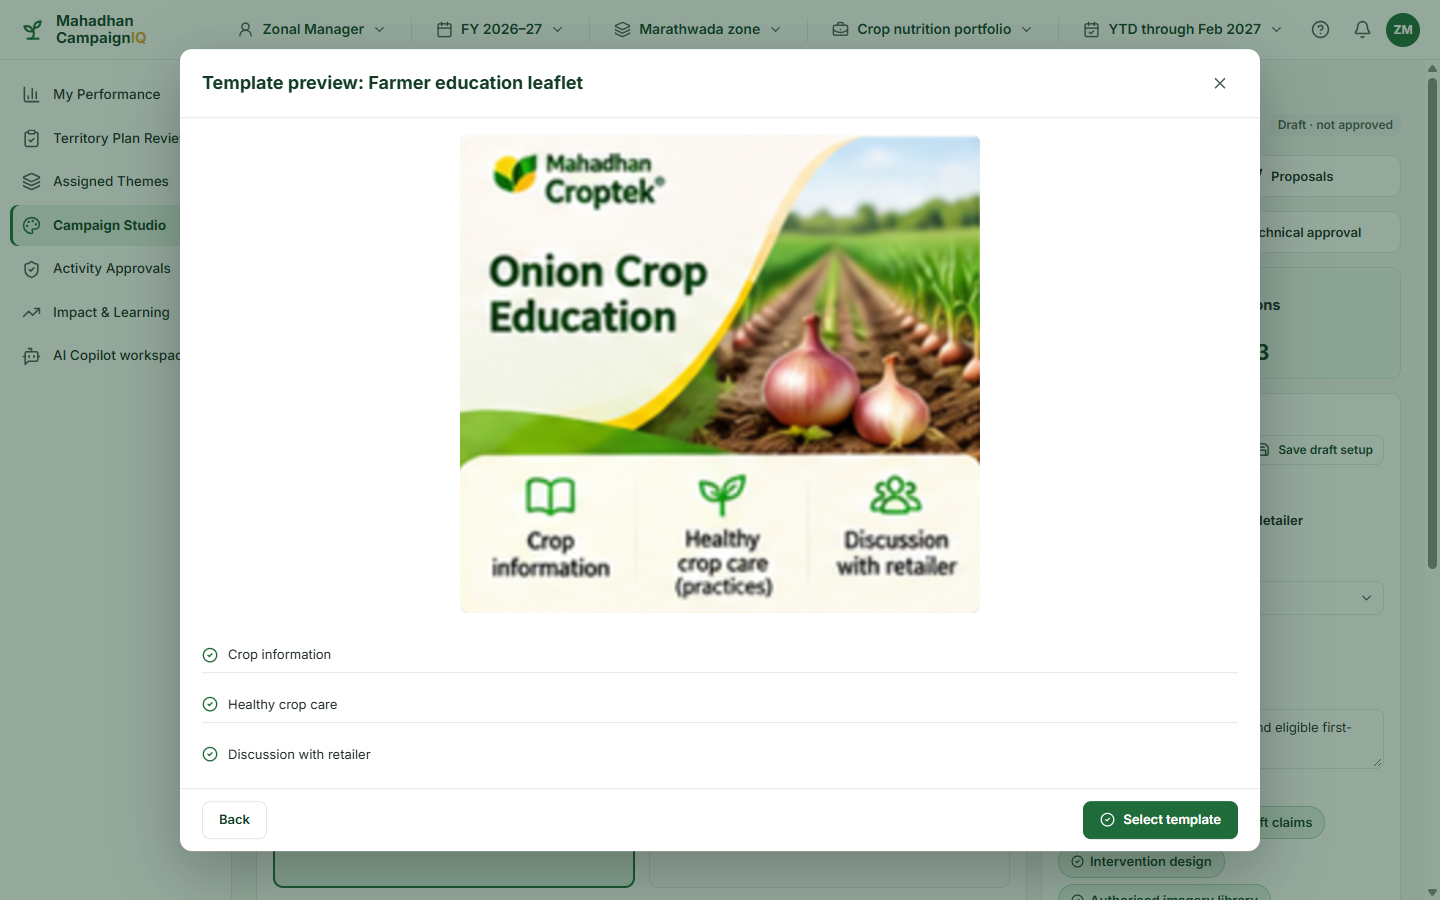 Mahadhan
CampaignIQ
Zonal Manager
FY 2026–27
Marathwada zone
Crop nutrition portfolio
YTD through Feb 2027
ZM
My Performance
Territory Plan Revie
Assigned Themes
Campaign Studio
Activity Approvals
Impact & Learning
AI Copilot workspac
Template preview: Farmer education leaflet
Mahadhan
Croptek®
Onion Crop
Education
Crop
information
Healthy
crop care
(practices)
Discussion
with retailer
Crop information
Healthy crop care
Discussion with retailer
Back
Select template
Draft · not approved
Proposals
chnical approval
ons
3
Save draft setup
etailer
nd eligible first-
ft claims
Intervention design
Authorised imagery library